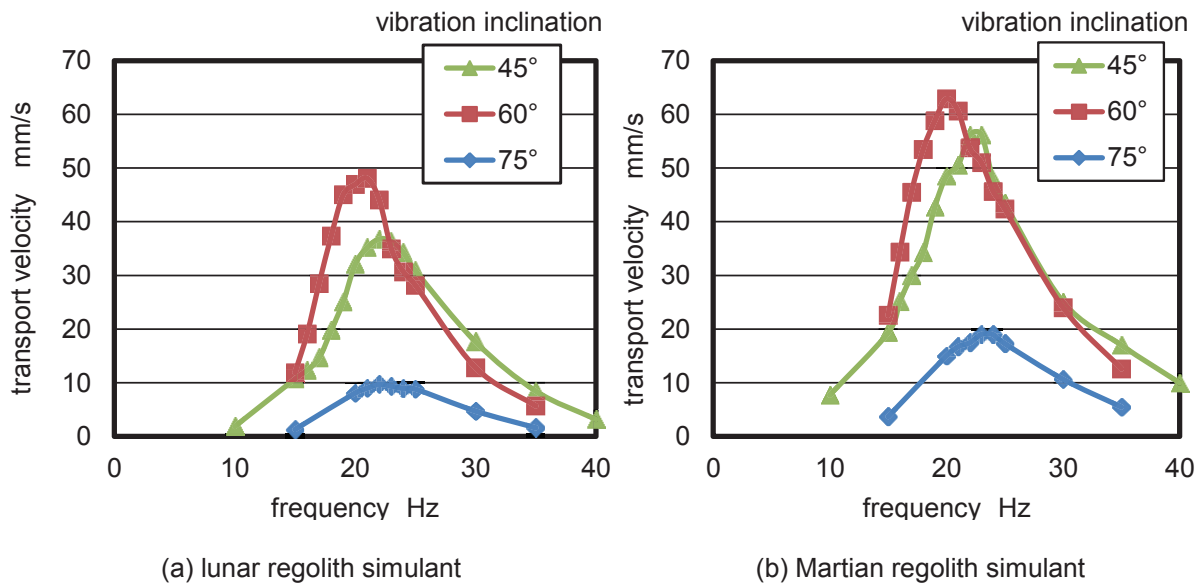 vibration inclination
45°
60°
75°
70
60
50
40
30
20
10
0
transport velocity mm/s
0 10 20 30 40
frequency Hz
(a) lunar regolith simulant
vibration inclination
45°
60°
75°
70
60
50
40
30
20
10
0
transport velocity mm/s
0 10 20 30 40
frequency Hz
(b) Martian regolith simulant